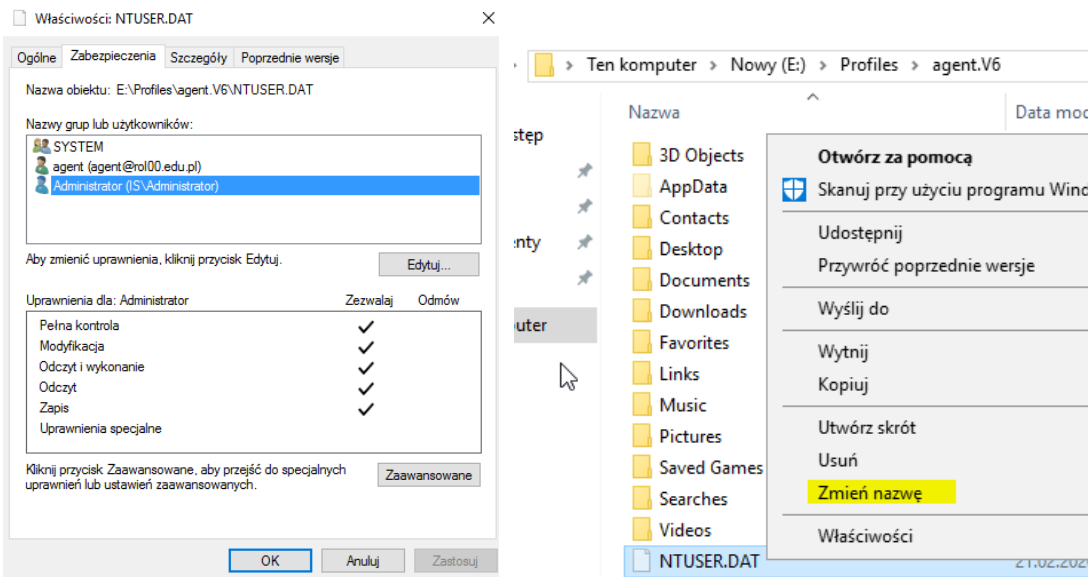 Właściwości: NTUSER.DAT
Ogólne Zabezpieczenia Szczegóły Poprzednie wersje
Nazwa obiektu: E:\Profiles\agent.V6\NTUSER.DAT
Nazwy grup lub użytkowników:
SYSTEM
agent (agent@rol00.edu.pl)
Administrator (IS\Administrator)
Aby zmienić uprawnienia, kliknij przycisk Edytuj.
Edytuj...
Uprawnienia dla: Administrator Zezwalaj Odmów
Pełna kontrola
Modyfikacja
Odczyt i wykonanie
Odczyt
Zapis
Uprawnienia specjalne
Kliknij przycisk Zaawansowane, aby przejść do specjalnych
uprawnień lub ustawień zaawansowanych.
Zaawansowane
OK Anuluj Zastosuj
Ten komputer > Nowy (E:) > Profiles > agent.V6
Nazwa Data mod
stęp
enty
uter
3D Objects
AppData
Contacts
Desktop
Documents
Downloads
Favorites
Links
Music
Pictures
Saved Games
Searches
Videos
NTUSER.DAT
Otwórz za pomocą
Skanuj przy użyciu programu Wind
Udostępnij
Przywróć poprzednie wersje
Wyślij do
Wytnij
Kopiuj
Utwórz skrót
Usuń
Zmień nazwę
Właściwości